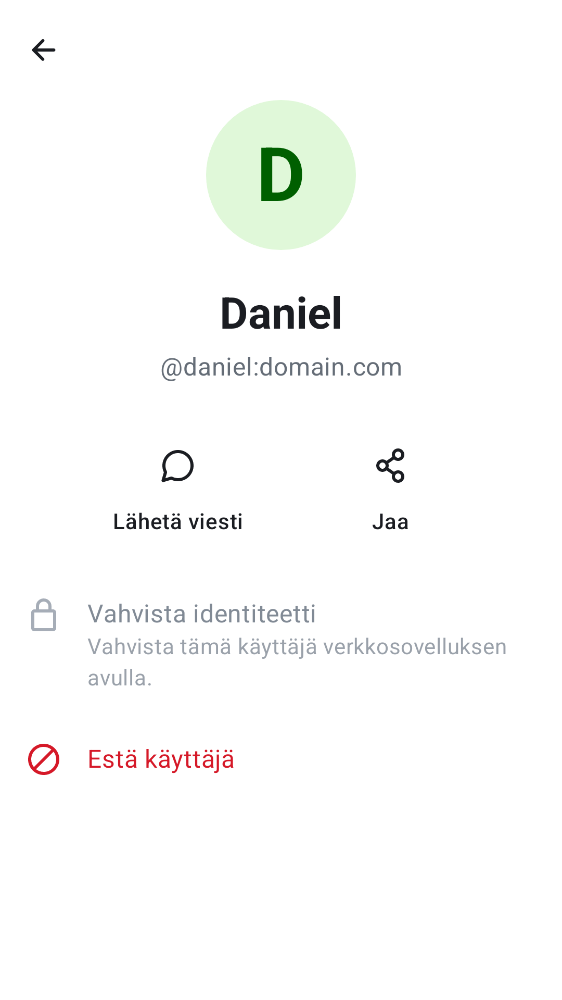 D
Daniel
@daniel:domain.com
Lähetä viesti
Jaa
Vahvista identiteetti
Vahvista tämä käyttäjä verkkosovelluksen
avulla.
Estä käyttäjä